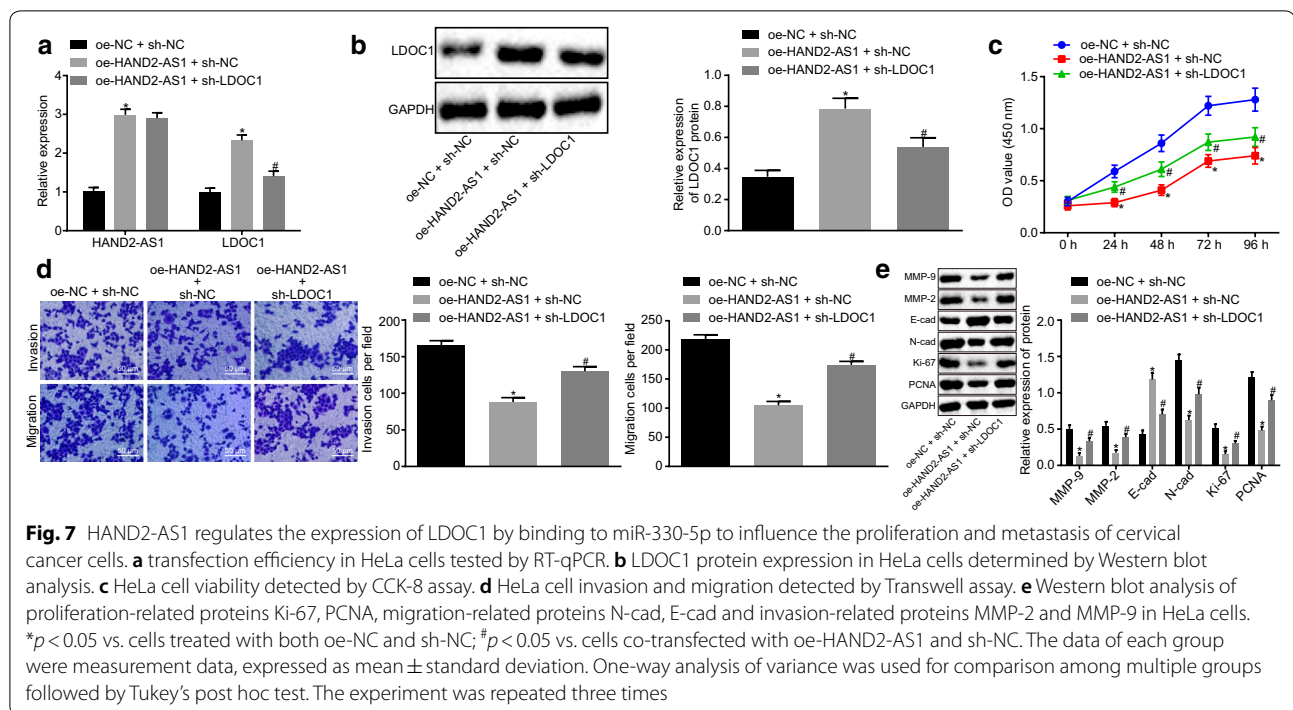 a
oe-NC + sh-NC
oe-HAND2-AS1 + sh-NC
oe-HAND2-AS1 + sh-LDOC1
Relative expression
4
3
2
1
0
*
*
#
HAND2-AS1 LDOC1
b
LDOC1
GAPDH
oe-NC + sh-NC
oe-HAND2-AS1 + sh-NC
oe-HAND2-AS1 + sh-LDOC1
oe-NC + sh-NC
oe-HAND2-AS1 + sh-NC
oe-HAND2-AS1 + sh-LDOC1
Relative expression
of LDOC1 protein
1.0
0.8
0.6
0.4
0.2
0.0
*
#
c
oe-NC + sh-NC
oe-HAND2-AS1 + sh-NC
oe-HAND2-AS1 + sh-LDOC1
OD value (450 nm)
1.5
1.0
0.5
0.0
# # # #
* * * *
0 h 24 h 48 h 72 h 96 h
d
oe-NC + sh-NC
oe-HAND2-AS1
+
sh-NC
oe-HAND2-AS1
+
sh-LDOC1
Invasion
50 μm 50 μm 50 μm
Migration
50 μm 50 μm 50 μm
oe-NC + sh-NC
oe-HAND2-AS1 + sh-NC
oe-HAND2-AS1 + sh-LDOC1
Invasion cells per field
200
150
100
50
0
*
#
oe-NC + sh-NC
oe-HAND2-AS1 + sh-NC
oe-HAND2-AS1 + sh-LDOC1
Migration cells per field
250
200
150
100
50
0
*
#
e
MMP-9
MMP-2
E-cad
N-cad
Ki-67
PCNA
GAPDH
oe-NC + sh-NC
oe-HAND2-AS1 + sh-NC
oe-HAND2-AS1 + sh-LDOC1
oe-NC + sh-NC
oe-HAND2-AS1 + sh-NC
oe-HAND2-AS1 + sh-LDOC1
Relative expression of protein
2.0
1.5
1.0
0.5
0.0
* # * # * # * # * # * #
MMP-9 MMP-2 E-cad N-cad Ki-67 PCNA
Fig. 7 HAND2-AS1 regulates the expression of LDOC1 by binding to miR-330-5p to influence the proliferation and metastasis of cervical
cancer cells. a transfection efficiency in HeLa cells tested by RT-qPCR. b LDOC1 protein expression in HeLa cells determined by Western blot
analysis. c HeLa cell viability detected by CCK-8 assay. d HeLa cell invasion and migration detected by Transwell assay. e Western blot analysis of
proliferation-related proteins Ki-67, PCNA, migration-related proteins N-cad, E-cad and invasion-related proteins MMP-2 and MMP-9 in HeLa cells.
*p < 0.05 vs. cells treated with both oe-NC and sh-NC; #p < 0.05 vs. cells co-transfected with oe-HAND2-AS1 and sh-NC. The data of each group
were measurement data, expressed as mean ± standard deviation. One-way analysis of variance was used for comparison among multiple groups
followed by Tukey's post hoc test. The experiment was repeated three times